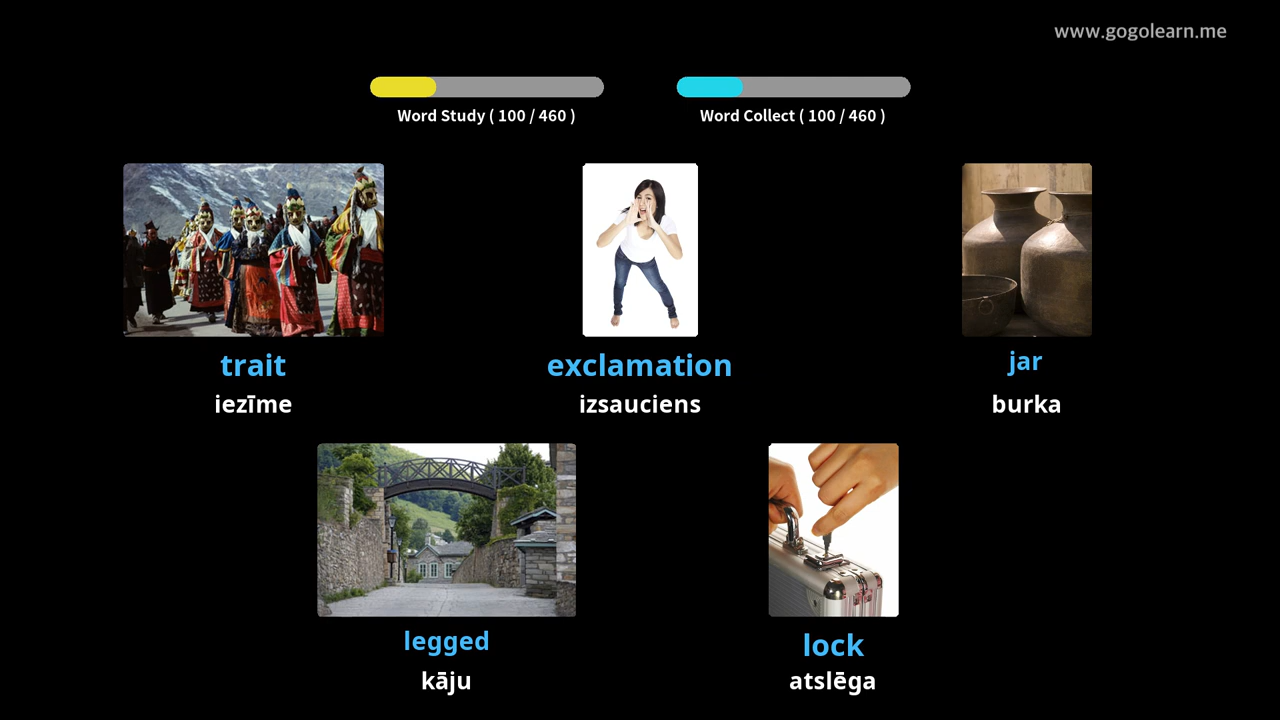 www.gogolearn.me
Word Study ( 100 / 460 )
Word Collect ( 100 / 460 )
trait
iezīme
exclamation
izsauciens
jar
burka
legged
kāju
lock
atslēga